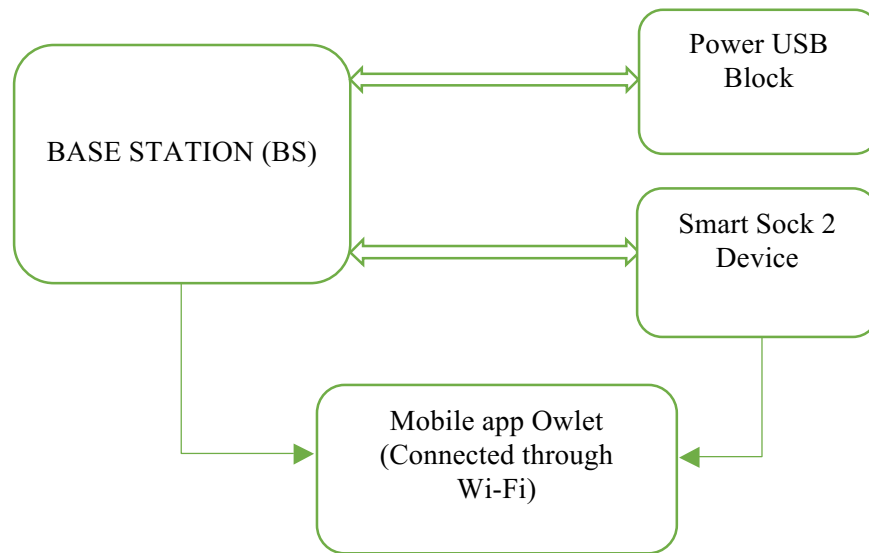 Power USB
Block
BASE STATION (BS)
Smart Sock 2
Device
Mobile app Owlet
(Connected through
Wi-Fi)